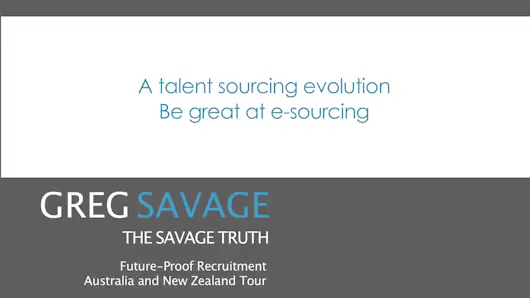 A talent sourcing evolution
Be great at e-sourcing
GREG SAVAGE
THE SAVAGE TRUTH
Future-Proof Recruitment
Australia and New Zealand Tour